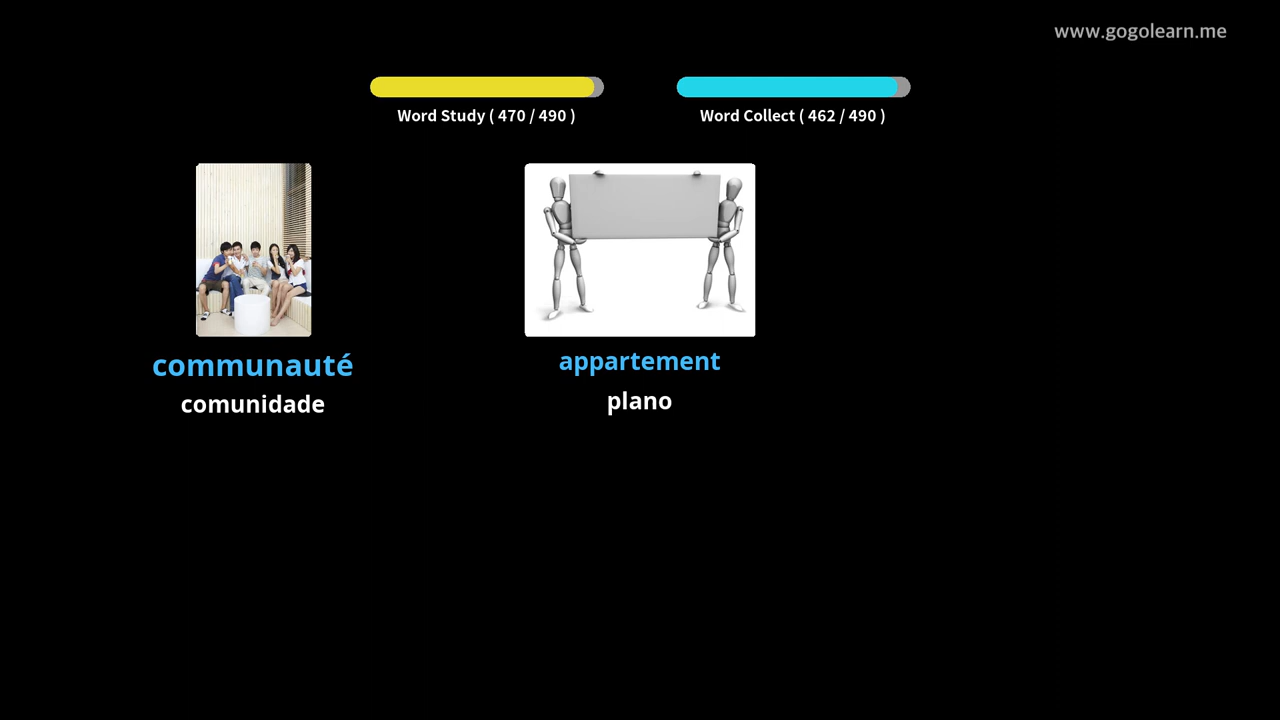 www.gogolearn.me
Word Study ( 470 / 490 )
Word Collect ( 462 / 490 )
communauté
comunidade
appartement
plano